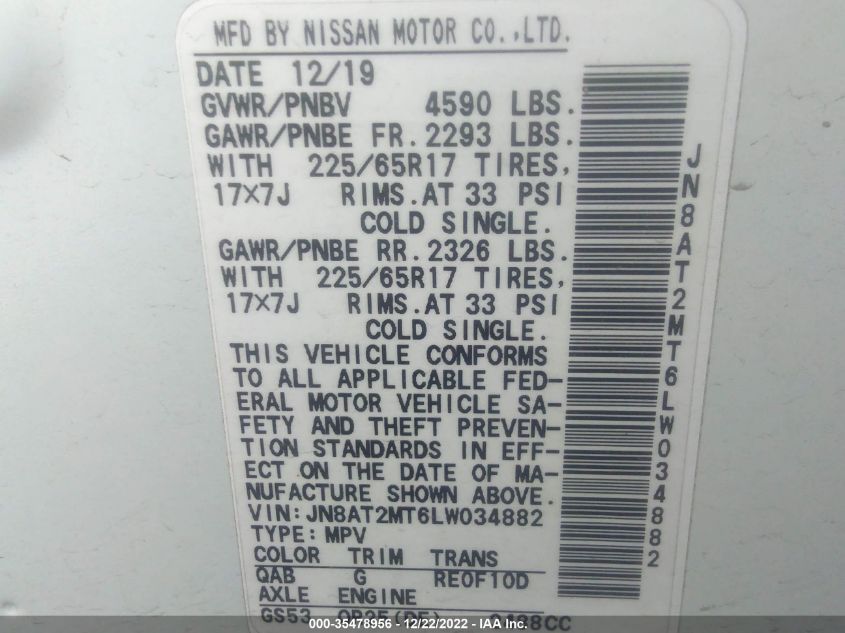 MFD BY NISSAN MOTOR CO.,LTD.
DATE 12/19
GVWR/PNBV 4590 LBS.
GAWR/PNBE FR. 2293 LBS.
WITH 225/65R17 TIRES,
17X7J RIMS. AT 33 PSI
COLD SINGLE.
GAWR/PNBE RR. 2326 LBS.
WITH 225/65R17 TIRES,
17X7J RIMS. AT 33 PSI
COLD SINGLE.
THIS VEHICLE CONFORMS
TO ALL APPLICABLE FED-
ERAL MOTOR VEHICLE SA-
FETY AND THEFT PREVEN-
TION STANDARDS IN EFF-
ECT ON THE DATE OF MA-
NUFACTURE SHOWN ABOVE.
VIN: JN8AT2MT6LW034882
TYPE: MPV
COLOR TRIM TRANS
QAB G RE0F10D
AXLE ENGINE
GS53
JN8AT2MT6LW034882
000-35478956 - 12/22/2022 - IAA Inc.